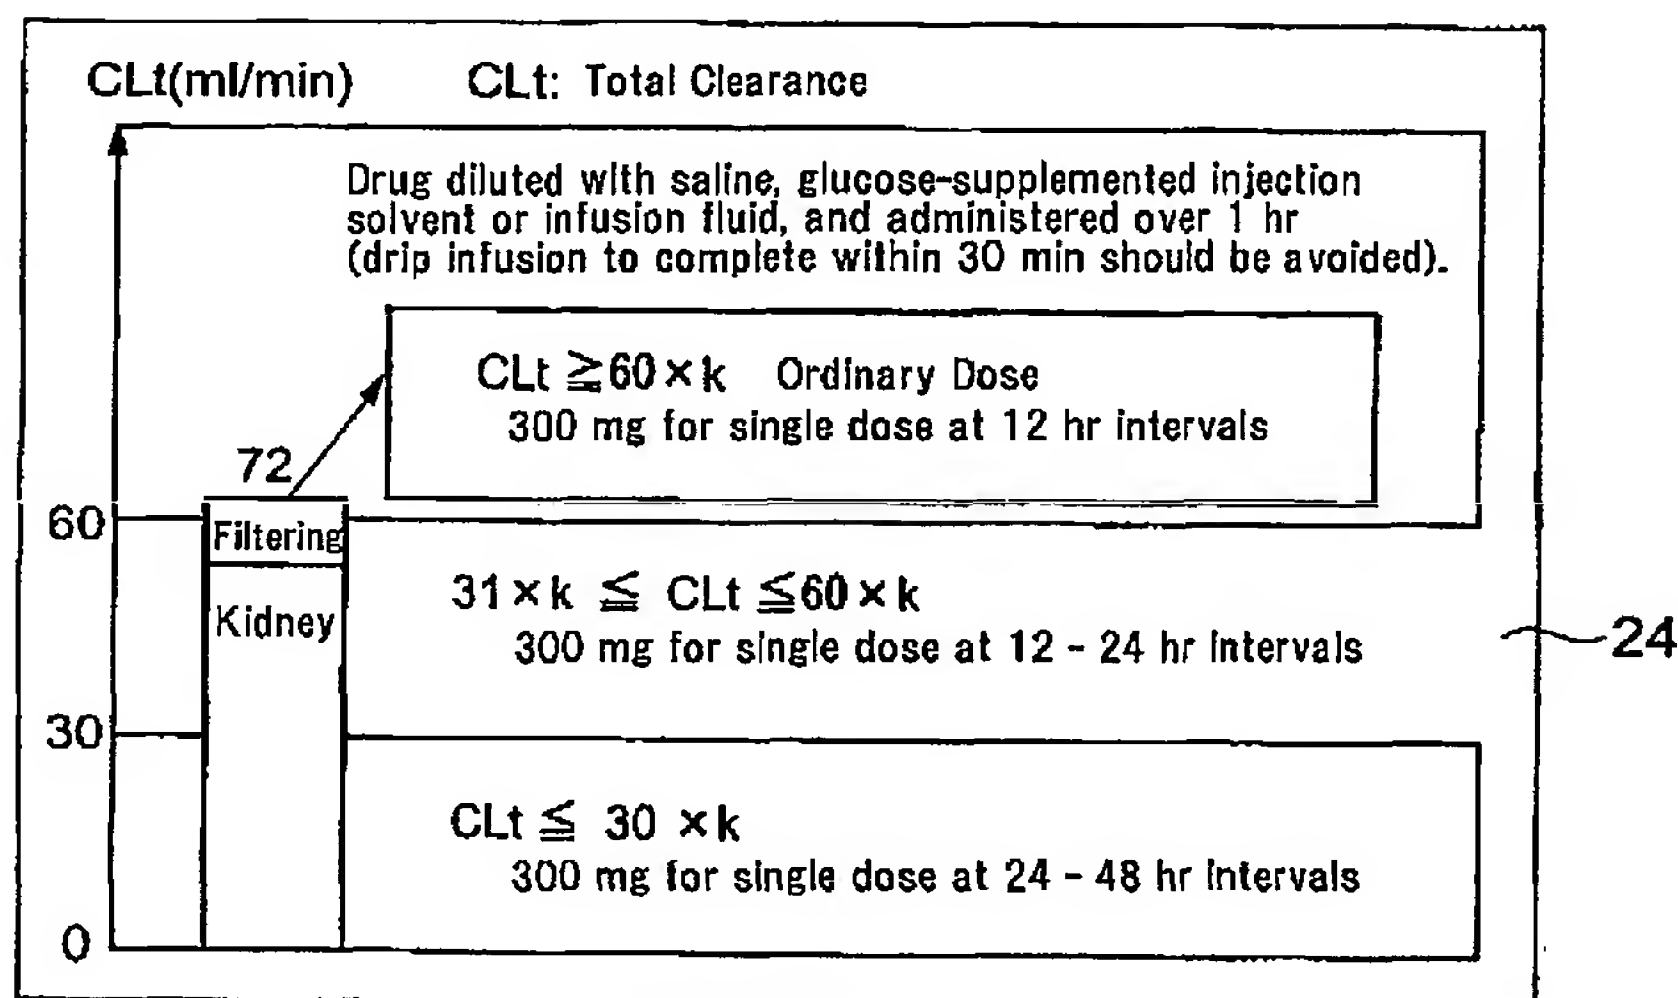 CLt(ml/min) CLt: Total Clearance
Drug diluted with saline, glucose-supplemented injection
solvent or infusion fluid, and administered over 1 hr
(drip infusion to complete within 30 min should be avoided).
CLt ≧60×k Ordinary Dose
300 mg for single dose at 12 hr intervals
72
60
Filtering
31×k ≦ CLt ≦60×k
Kidney
300 mg for single dose at 12 - 24 hr intervals
24
30
CLt ≦ 30 ×k
300 mg for single dose at 24 - 48 hr intervals
0